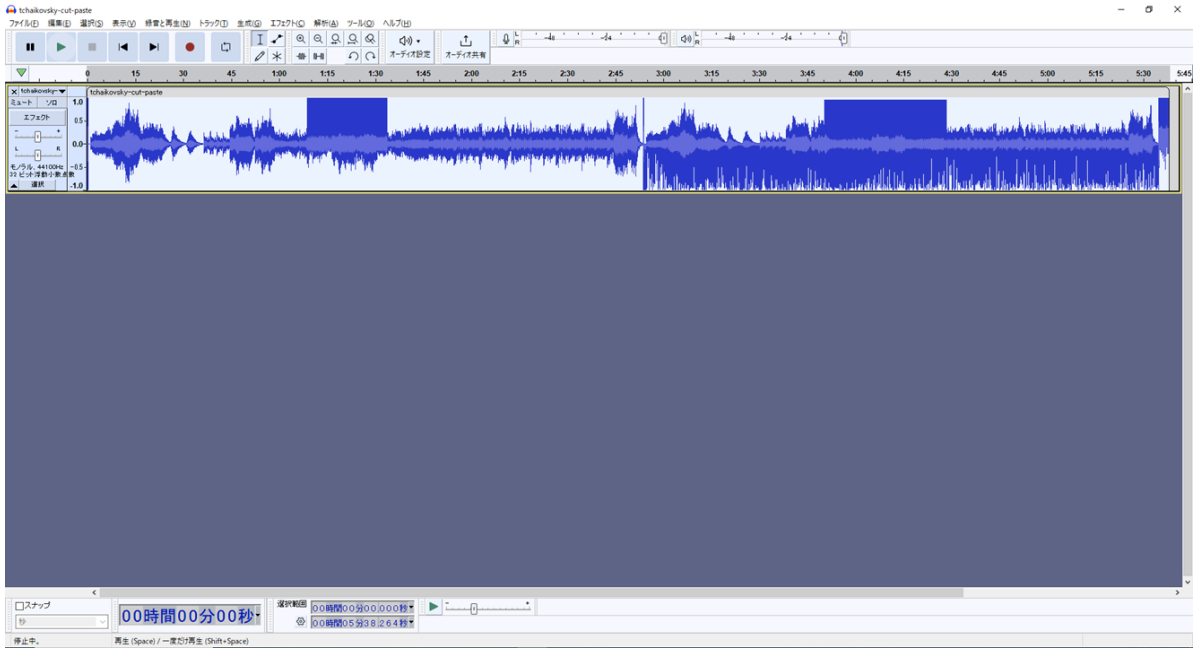 tchaikovsky-cut-paste
ファイル(F) 編集(E) 選択(S) 表示(V) 録音と再生(N) トラック(T) 生成(G) エフェクト(C) 解析(A) ツール(O) ヘルプ(H)
オーディオ設定 オーディオ共有
L R -48 -24 L R -48 -24
0 15 30 45 1:00 1:15 1:30 1:45 2:00 2:15 2:30 2:45 3:00 3:15 3:30 3:45 4:00 4:15 4:30 4:45 5:00 5:15 5:30 5:45
tchaikovsky- tchaikovsky-cut-paste
ミュート ソロ 1.0
エフェクト 0.5-
- + 0.0-
L R
モノラル, 44100Hz -0.5-
32 ビット浮動小数点数
選択 -1.0
スナップ
秒
00時間00分00秒
選択範囲 00時間00分00.000秒
00時間05分38.264秒
- +
停止中。 再生 (Space) / 一度だけ再生 (Shift+Space)